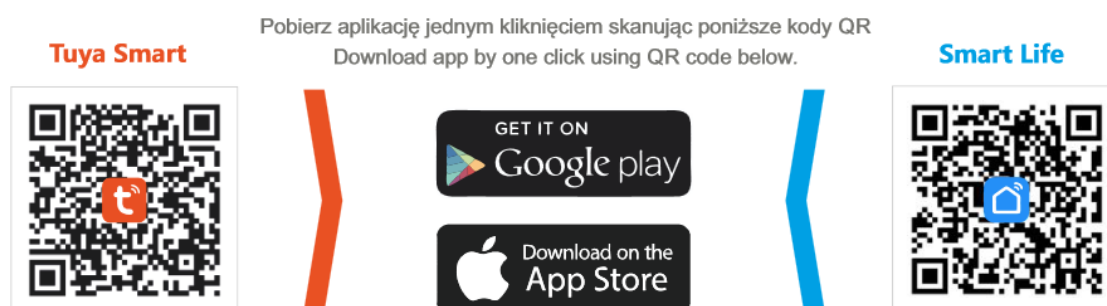 Pobierz aplikację jednym kliknięciem skanując poniższe kody QR
Download app by one click using QR code below.
Tuya Smart
Smart Life
GET IT ON
Google play
Download on the
App Store